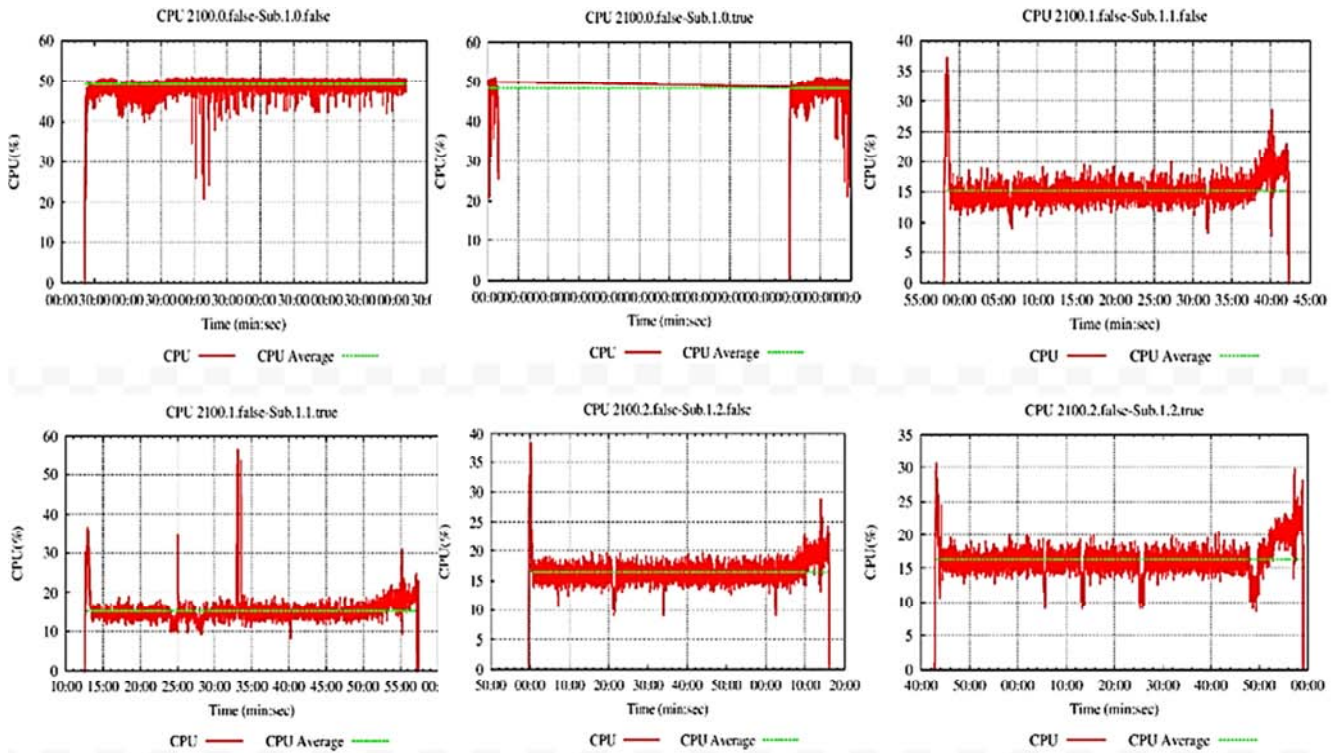 CPU 2100.0.false-Sub.1.0.false
60
50
40
30
20
10
0
CPU(%)
Time (min:sec)
CPU CPU Average
CPU 2100.0.false-Sub.1.0.true
60
50
40
30
20
10
0
CPU(%)
Time (min:sec)
CPU CPU Average
CPU 2100.1.false-Sub.1.1.false
40
35
30
25
20
15
10
5
0
CPU(%)
55:00 00:00 05:00 10:00 15:00 20:00 25:00 30:00 35:00 40:00 45:00
Time (min:sec)
CPU CPU Average
CPU 2100.1.false-Sub.1.1.true
60
50
40
30
20
10
0
CPU(%)
10:00 15:00 20:00 25:00 30:00 35:00 40:00 45:00 50:00 55:00
Time (min:sec)
CPU CPU Average
CPU 2100.2.false-Sub.1.2.false
40
35
30
25
20
15
10
5
0
CPU(%)
50:00 00:00 10:00 20:00 30:00 40:00 50:00 00:00 10:00 20:00
Time (min:sec)
CPU CPU Average
CPU 2100.2.false-Sub.1.2.true
35
30
25
20
15
10
5
0
CPU(%)
40:00 50:00 00:00 10:00 20:00 30:00 40:00 50:00 00:00
Time (min:sec)
CPU CPU Average